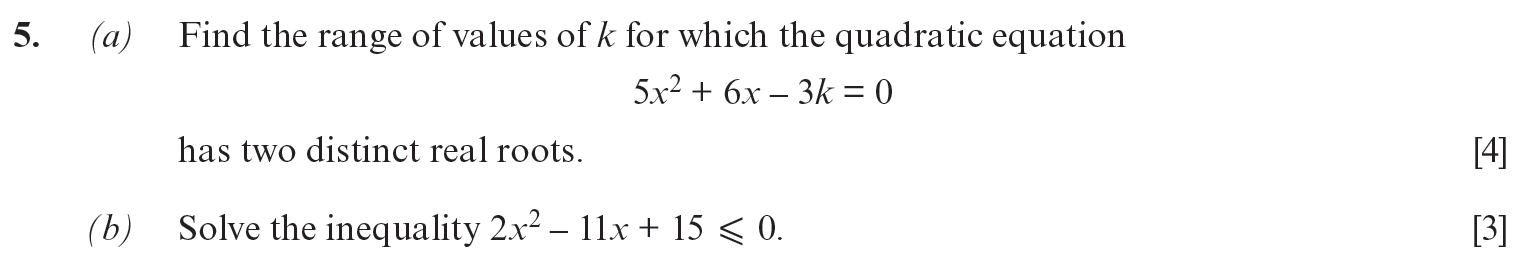 5. (a) Find the range of values of k for which the quadratic equation
5x² + 6x – 3k = 0
has two distinct real roots. [4]
(b) Solve the inequality 2x² – 11x + 15 ⩽ 0. [3]